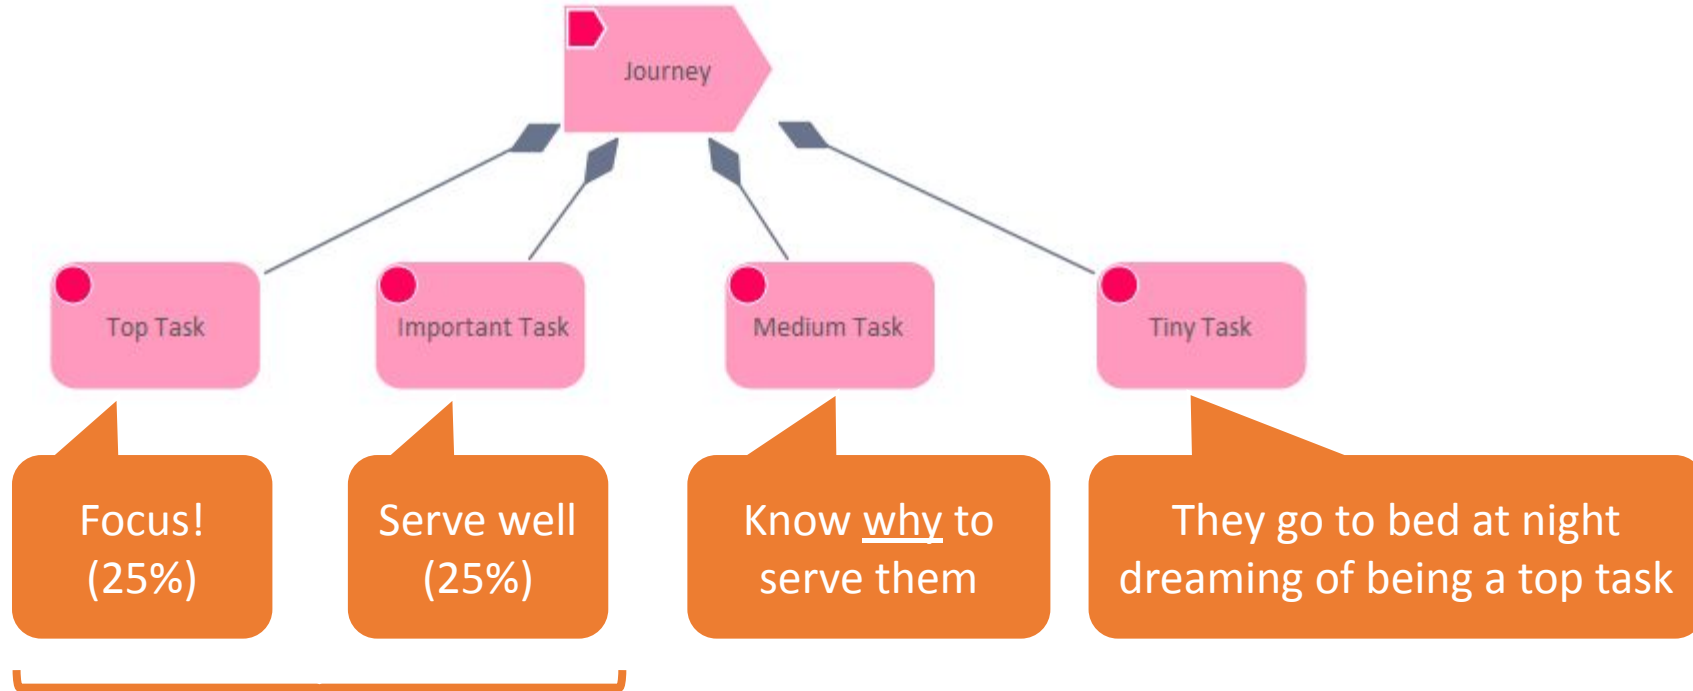 Journey
Top Task
Important Task
Medium Task
Tiny Task
Focus!
(25%)
Serve well
(25%)
Know why to
serve them
They go to bed at night
dreaming of being a top task